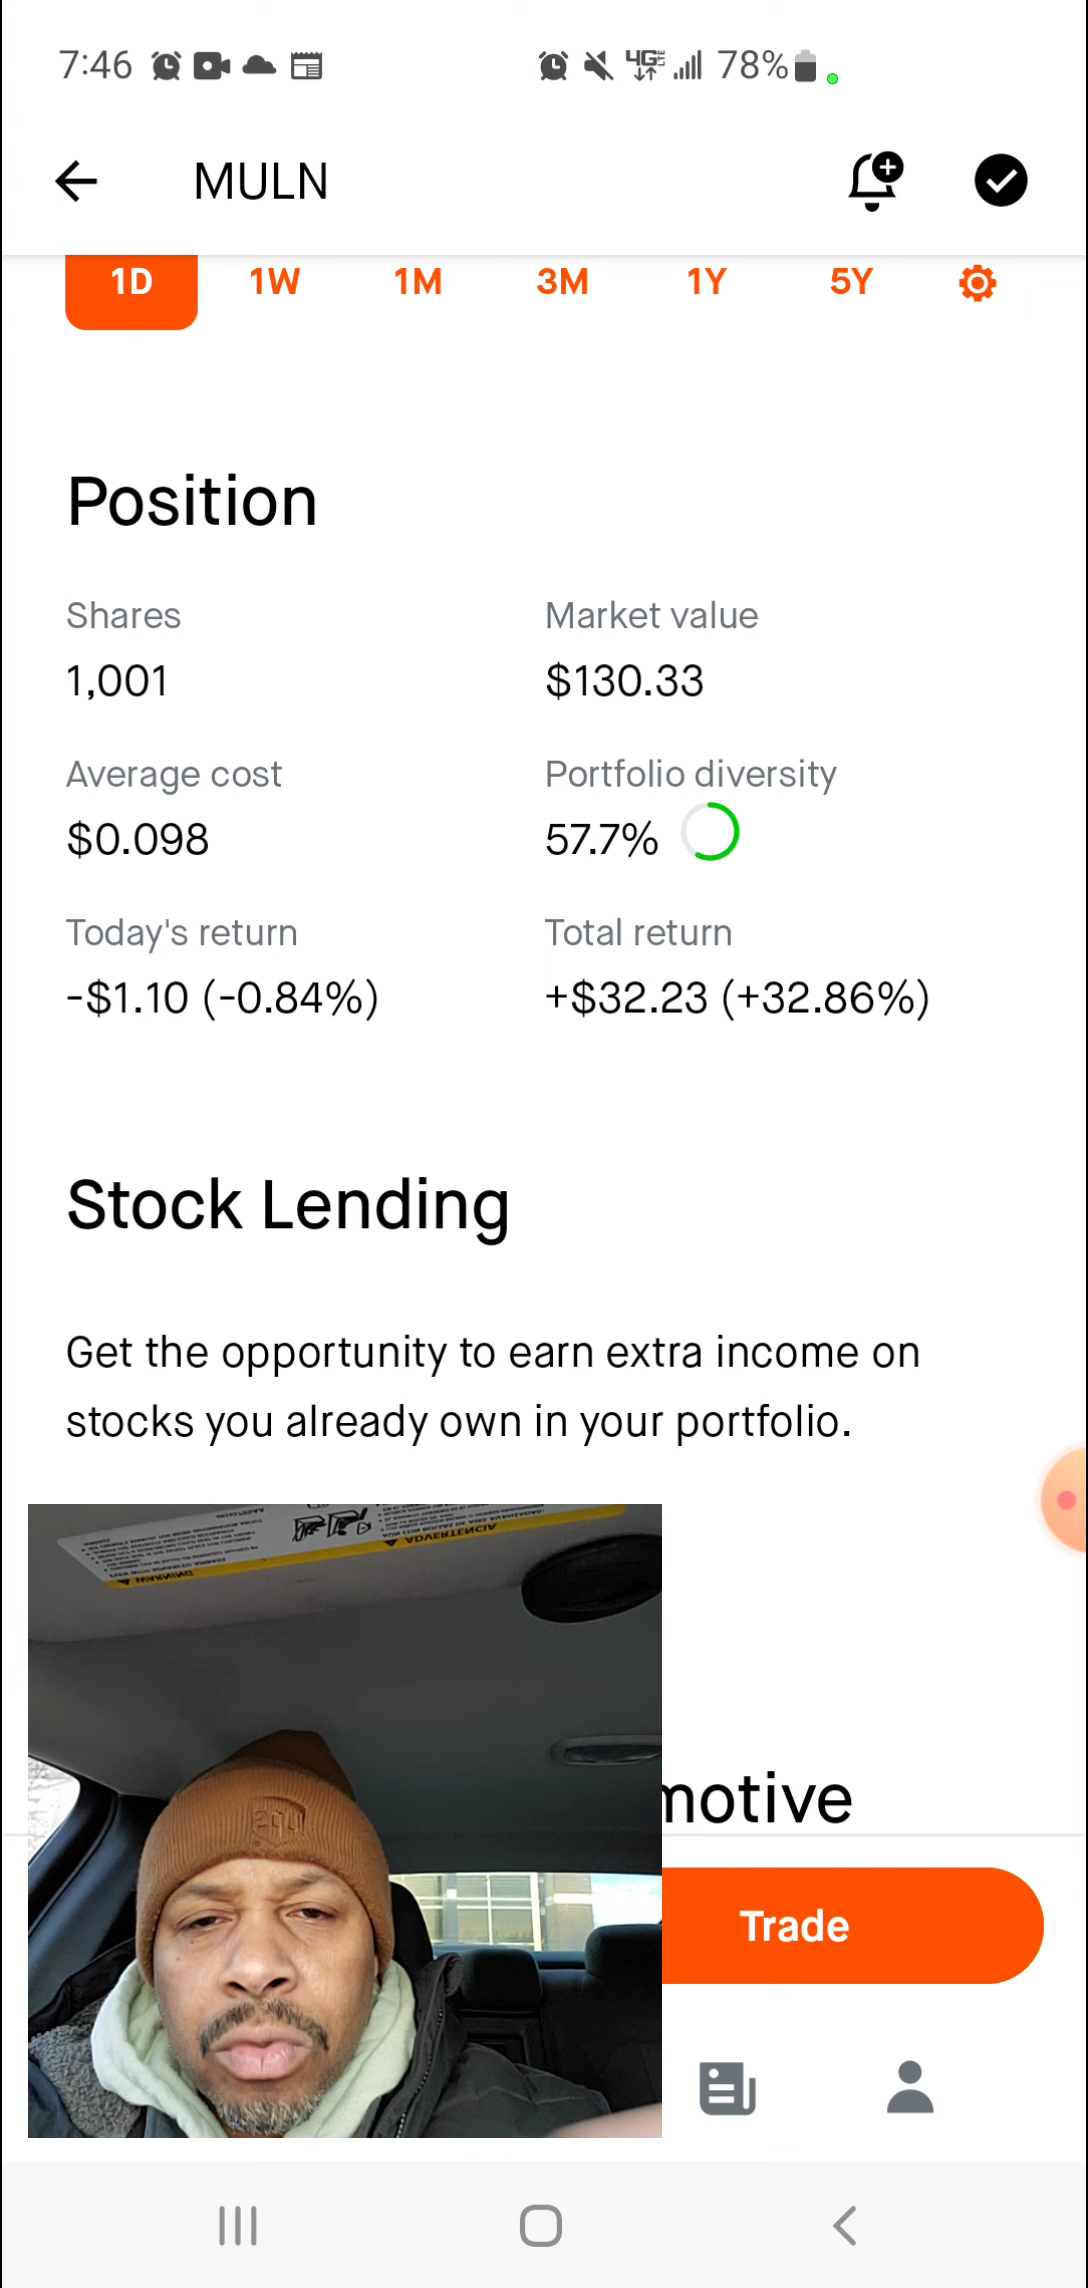 7:46 4G 78%
MULN
1D 1W 1M 3M 1Y 5Y
Position
Shares Market value
1,001 $130.33
Average cost Portfolio diversity
$0.098 57.7%
Today's return Total return
-$1.10 (-0.84%) +$32.23 (+32.86%)
Stock Lending
Get the opportunity to earn extra income on
stocks you already own in your portfolio.
WARNING
ADVERTENCIA
motive
Trade